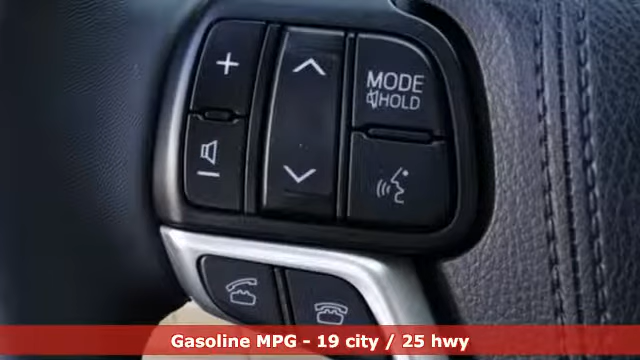 +
MODE
HOLD
-
Gasoline MPG - 19 city / 25 hwy